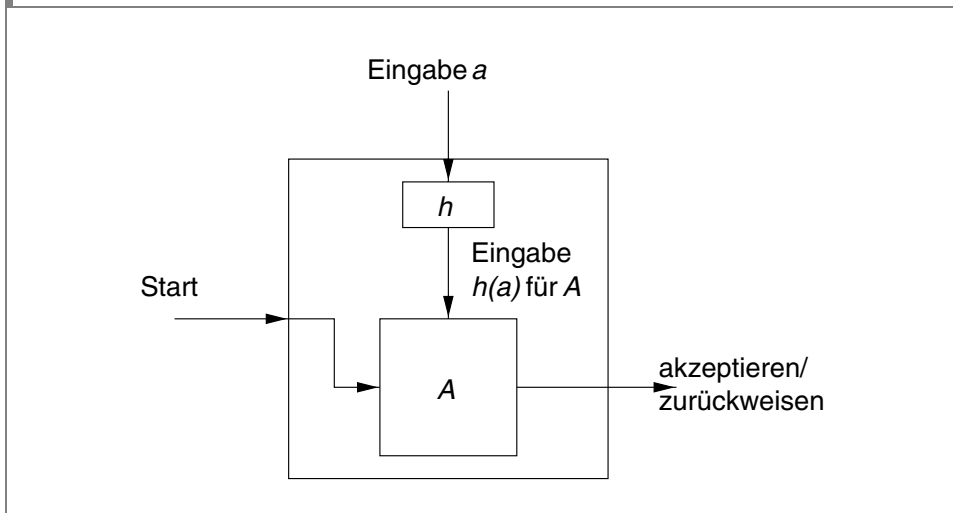 Eingabe a
h
Eingabe
h(a) für A
Start
A
akzeptieren/
zurückweisen